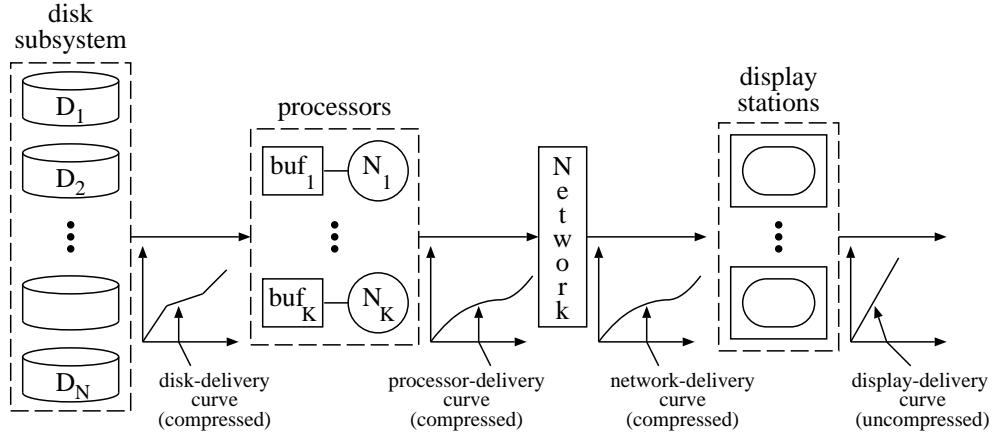 disk
subsystem
D1
D2
DN
processors
buf1
N1
bufK
NK
Network
display
stations
disk-delivery
curve
(compressed)
processor-delivery
curve
(compressed)
network-delivery
curve
(compressed)
display-delivery
curve
(uncompressed)